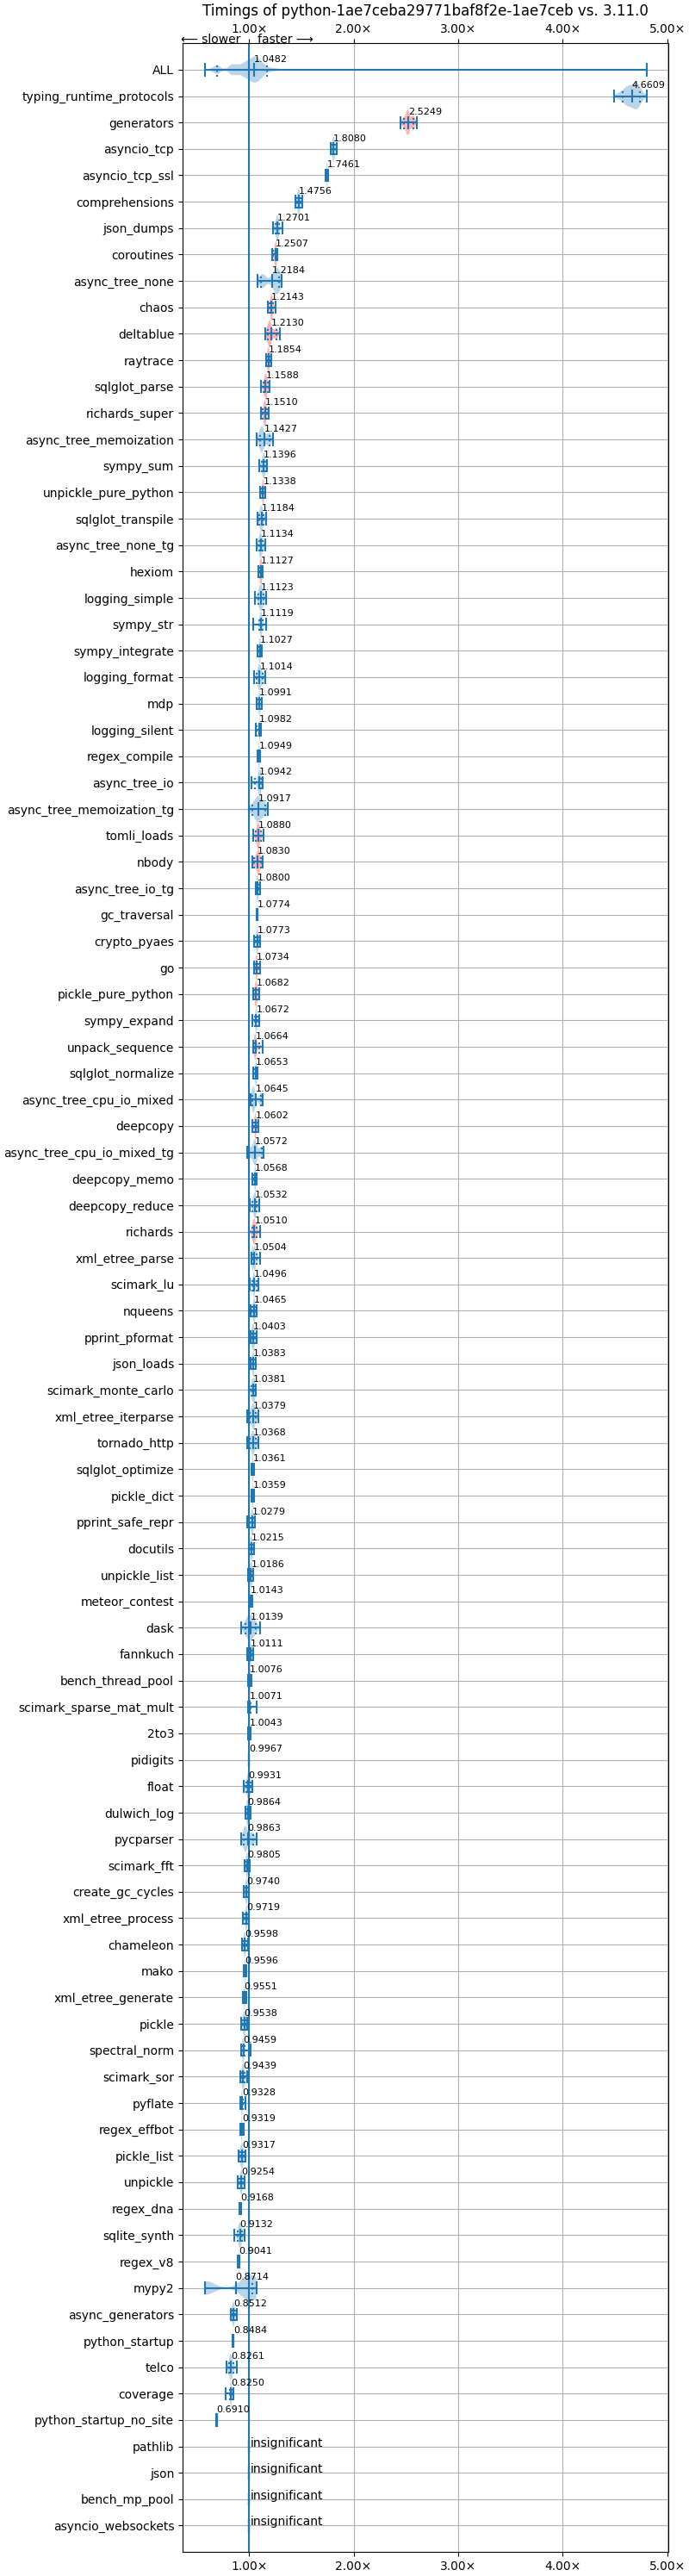 Timings of python-1ae7ceba29771baf8f2e-1ae7ceb vs. 3.11.0
1.00× 2.00× 3.00× 4.00× 5.00×
⟵ slower faster ⟶
ALL 1.0482
typing_runtime_protocols 4.6609
generators 2.5249
asyncio_tcp 1.8080
asyncio_tcp_ssl 1.7461
comprehensions 1.4756
json_dumps 1.2701
coroutines 1.2507
async_tree_none 1.2184
chaos 1.2143
deltablue 1.2130
raytrace 1.1854
sqlglot_parse 1.1588
richards_super 1.1510
async_tree_memoization 1.1427
sympy_sum 1.1396
unpickle_pure_python 1.1338
sqlglot_transpile 1.1184
async_tree_none_tg 1.1134
hexiom 1.1127
logging_simple 1.1123
sympy_str 1.1119
sympy_integrate 1.1027
logging_format 1.1014
mdp 1.0991
logging_silent 1.0982
regex_compile 1.0949
async_tree_io 1.0942
async_tree_memoization_tg 1.0917
tomli_loads 1.0880
nbody 1.0830
async_tree_io_tg 1.0800
gc_traversal 1.0774
crypto_pyaes 1.0773
go 1.0734
pickle_pure_python 1.0682
sympy_expand 1.0672
unpack_sequence 1.0664
sqlglot_normalize 1.0653
async_tree_cpu_io_mixed 1.0645
deepcopy 1.0602
async_tree_cpu_io_mixed_tg 1.0572
deepcopy_memo 1.0568
deepcopy_reduce 1.0532
richards 1.0510
xml_etree_parse 1.0504
scimark_lu 1.0496
nqueens 1.0465
pprint_pformat 1.0403
json_loads 1.0383
scimark_monte_carlo 1.0381
xml_etree_iterparse 1.0379
tornado_http 1.0368
sqlglot_optimize 1.0361
pickle_dict 1.0359
pprint_safe_repr 1.0279
docutils 1.0215
unpickle_list 1.0186
meteor_contest 1.0143
dask 1.0139
fannkuch 1.0111
bench_thread_pool 1.0076
scimark_sparse_mat_mult 1.0071
2to3 1.0043
pidigits 0.9967
float 0.9931
dulwich_log 0.9864
pycparser 0.9863
scimark_fft 0.9805
create_gc_cycles 0.9740
xml_etree_process 0.9719
chameleon 0.9598
mako 0.9596
xml_etree_generate 0.9551
pickle 0.9538
spectral_norm 0.9459
scimark_sor 0.9439
pyflate 0.9328
regex_effbot 0.9319
pickle_list 0.9317
unpickle 0.9254
regex_dna 0.9168
sqlite_synth 0.9132
regex_v8 0.9041
mypy2 0.8714
async_generators 0.8512
python_startup 0.8484
telco 0.8261
coverage 0.8250
python_startup_no_site 0.6910
pathlib insignificant
json insignificant
bench_mp_pool insignificant
asyncio_websockets insignificant
1.00× 2.00× 3.00× 4.00× 5.00×